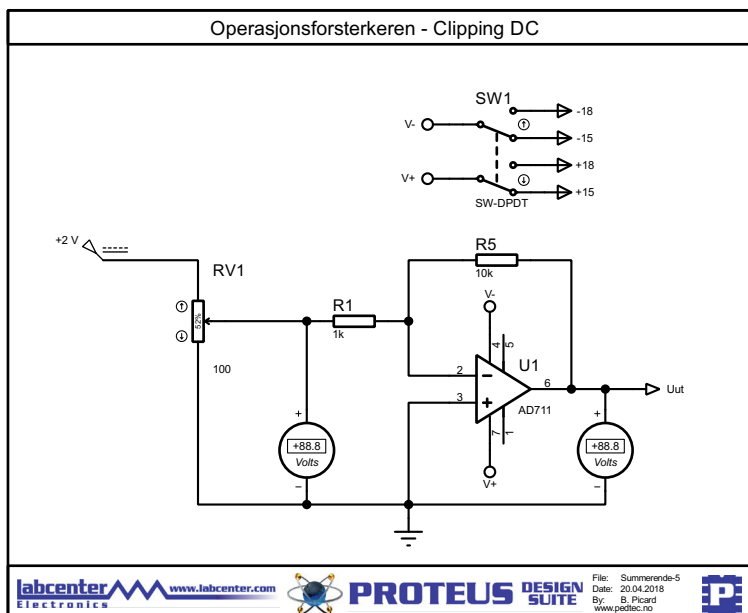 Operasjonsforsterkeren - Clipping DC
SW1
-18
V-
-15
+18
V+
+15
SW-DPDT
+2 V
RV1
52%
100
R1
1k
R5
10k
V-
4
5
U1
2
3
6
AD711
7
1
V+
Uut
+
+88.8
Volts
−
+
+88.8
Volts
−
labcenter www.labcenter.com
Electronics
PROTEUS DESIGN SUITE
File: Summerende-5
Date: 20.04.2018
By: B. Picard
www.pedtec.no
P